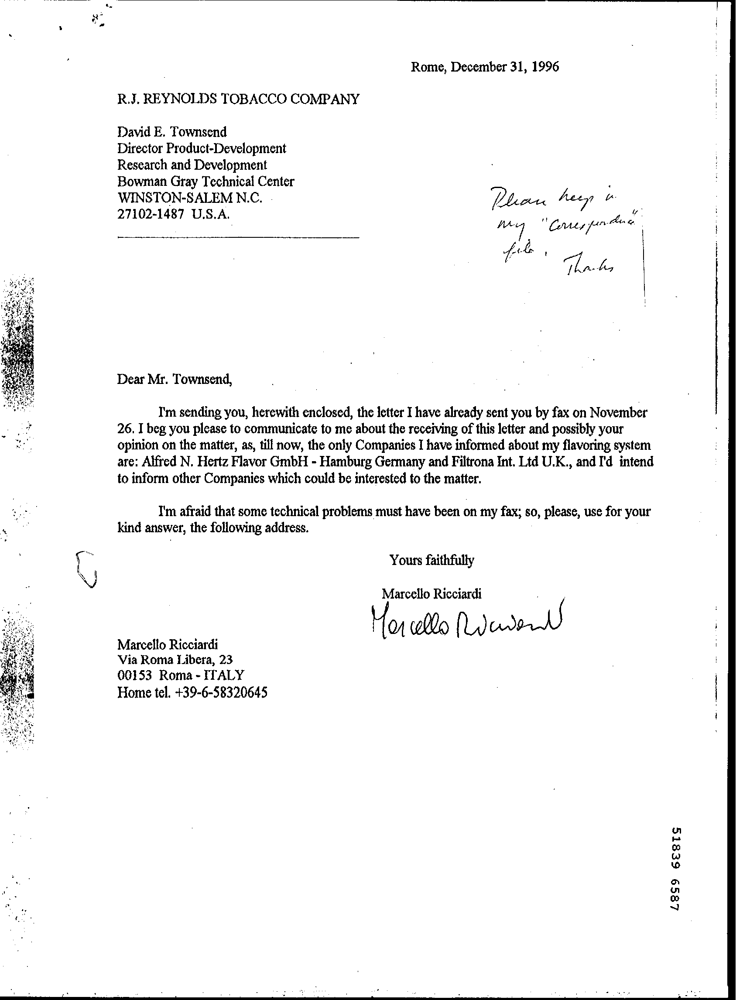 Rome, December 31, 1996
R.J. REYNOLDS TOBACCO COMPANY
David E. Townsend
Director Product-Development
Research and Development
Bowman Gray Technical Center
WINSTON-SALEM N.C.
27102-1487 U.S.A.
Please keep in
my "Correspondence"
file.
Thanks
Dear Mr. Townsend,
I'm sending you, herewith enclosed, the letter I have already sent you by fax on November
26. I beg you please to communicate to me about the receiving of this letter and possibly your
opinion on the matter, as, till now, the only Companies I have informed about my flavoring system
are: Alfred N. Hertz Flavor GmbH - Hamburg Germany and Filtrona Int. Ltd U.K., and I'd intend
to inform other Companies which could be interested to the matter.
I'm afraid that some technical problems must have been on my fax; so, please, use for your
kind answer, the following address.
Yours faithfully
Marcello Ricciardi
Marcello Ricciardi
Marcello Ricciardi
Via Roma Libera, 23
00153 Roma - ITALY
Home tel. +39-6-58320645
51839 6587